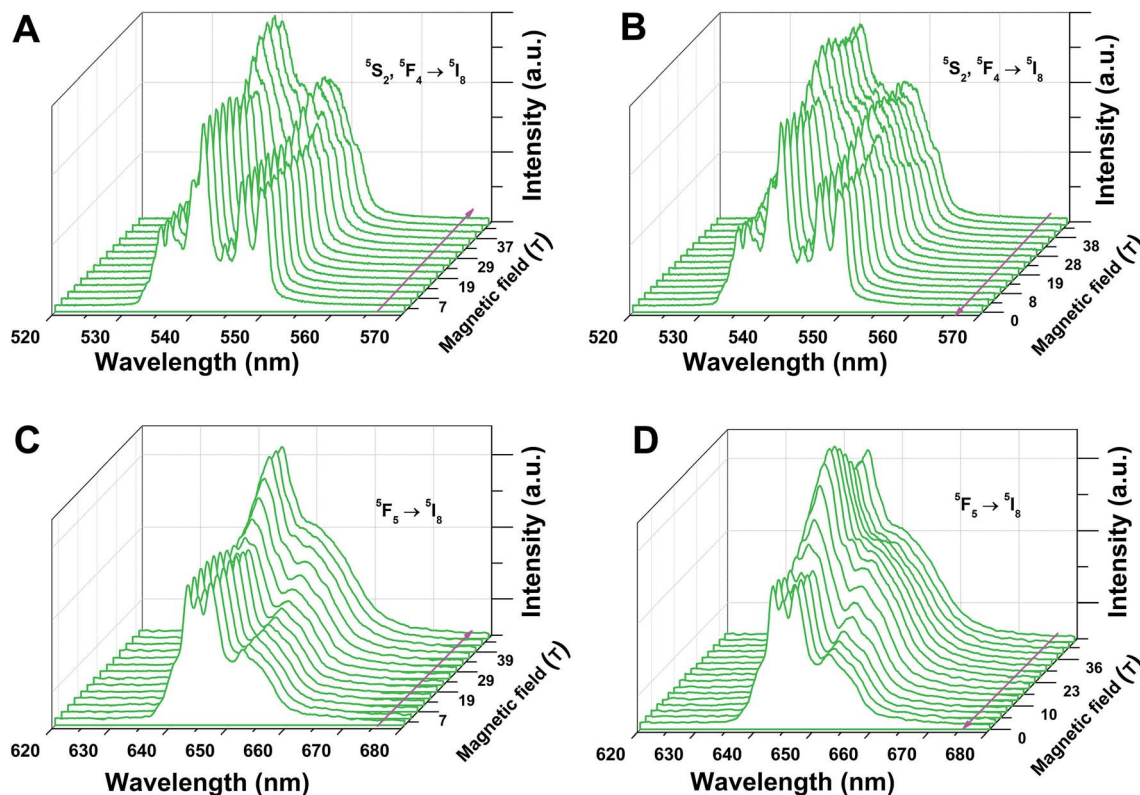 A
⁵S₂, ⁵F₄ → ⁵I₈
Intensity (a.u.)
37
29
19
7
Magnetic field (T)
520 530 540 550 560 570
Wavelength (nm)
B
⁵S₂, ⁵F₄ → ⁵I₈
Intensity (a.u.)
38
28
19
8
0
Magnetic field (T)
520 530 540 550 560 570
Wavelength (nm)
C
⁵F₅ → ⁵I₈
Intensity (a.u.)
39
29
19
7
Magnetic field (T)
620 630 640 650 660 670 680
Wavelength (nm)
D
⁵F₅ → ⁵I₈
Intensity (a.u.)
36
23
10
0
Magnetic field (T)
620 630 640 650 660 670 680
Wavelength (nm)